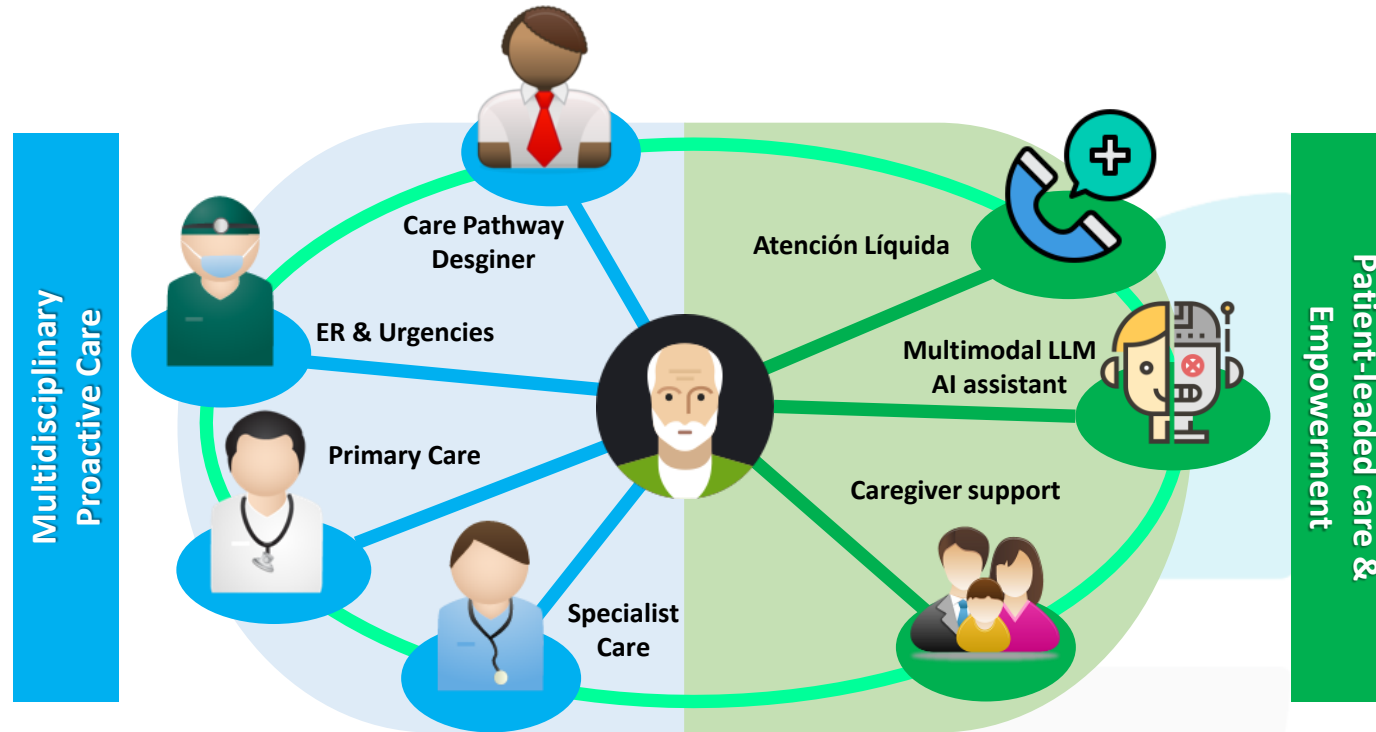 Multidisciplinary
Proactive Care
Care Pathway
Desginer
ER & Urgencies
Primary Care
Specialist
Care
Atención Líquida
Multimodal LLM
AI assistant
Caregiver support
Patient-leaded care &
Empowerment